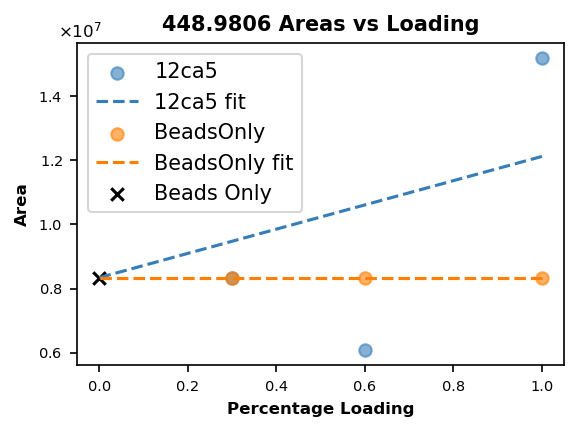 448.9806 Areas vs Loading
×10⁷
12ca5
12ca5 fit
BeadsOnly
BeadsOnly fit
Beads Only
1.4
1.2
1.0
0.8
0.6
Area
0.0 0.2 0.4 0.6 0.8 1.0
Percentage Loading